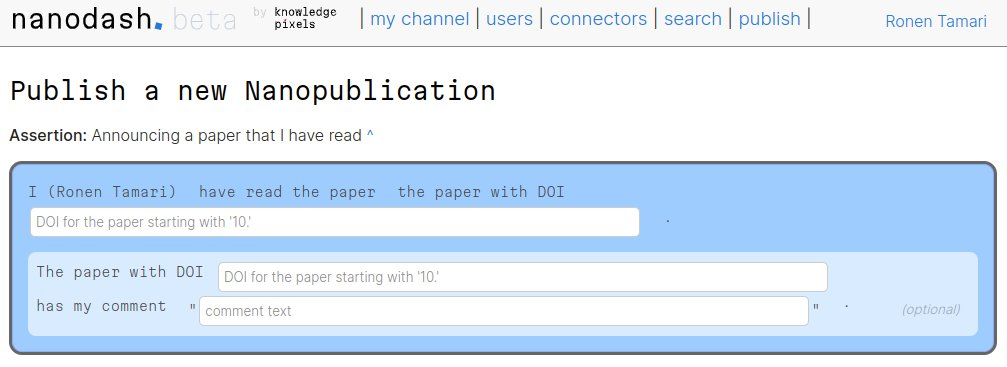 nanodash. beta by knowledge pixels | my channel | users | connectors | search | publish | Ronen Tamari
Publish a new Nanopublication
Assertion: Announcing a paper that I have read ^
I (Ronen Tamari) have read the paper the paper with DOI
DOI for the paper starting with '10.' .
The paper with DOI DOI for the paper starting with '10.'
has my comment " comment text " . (optional)